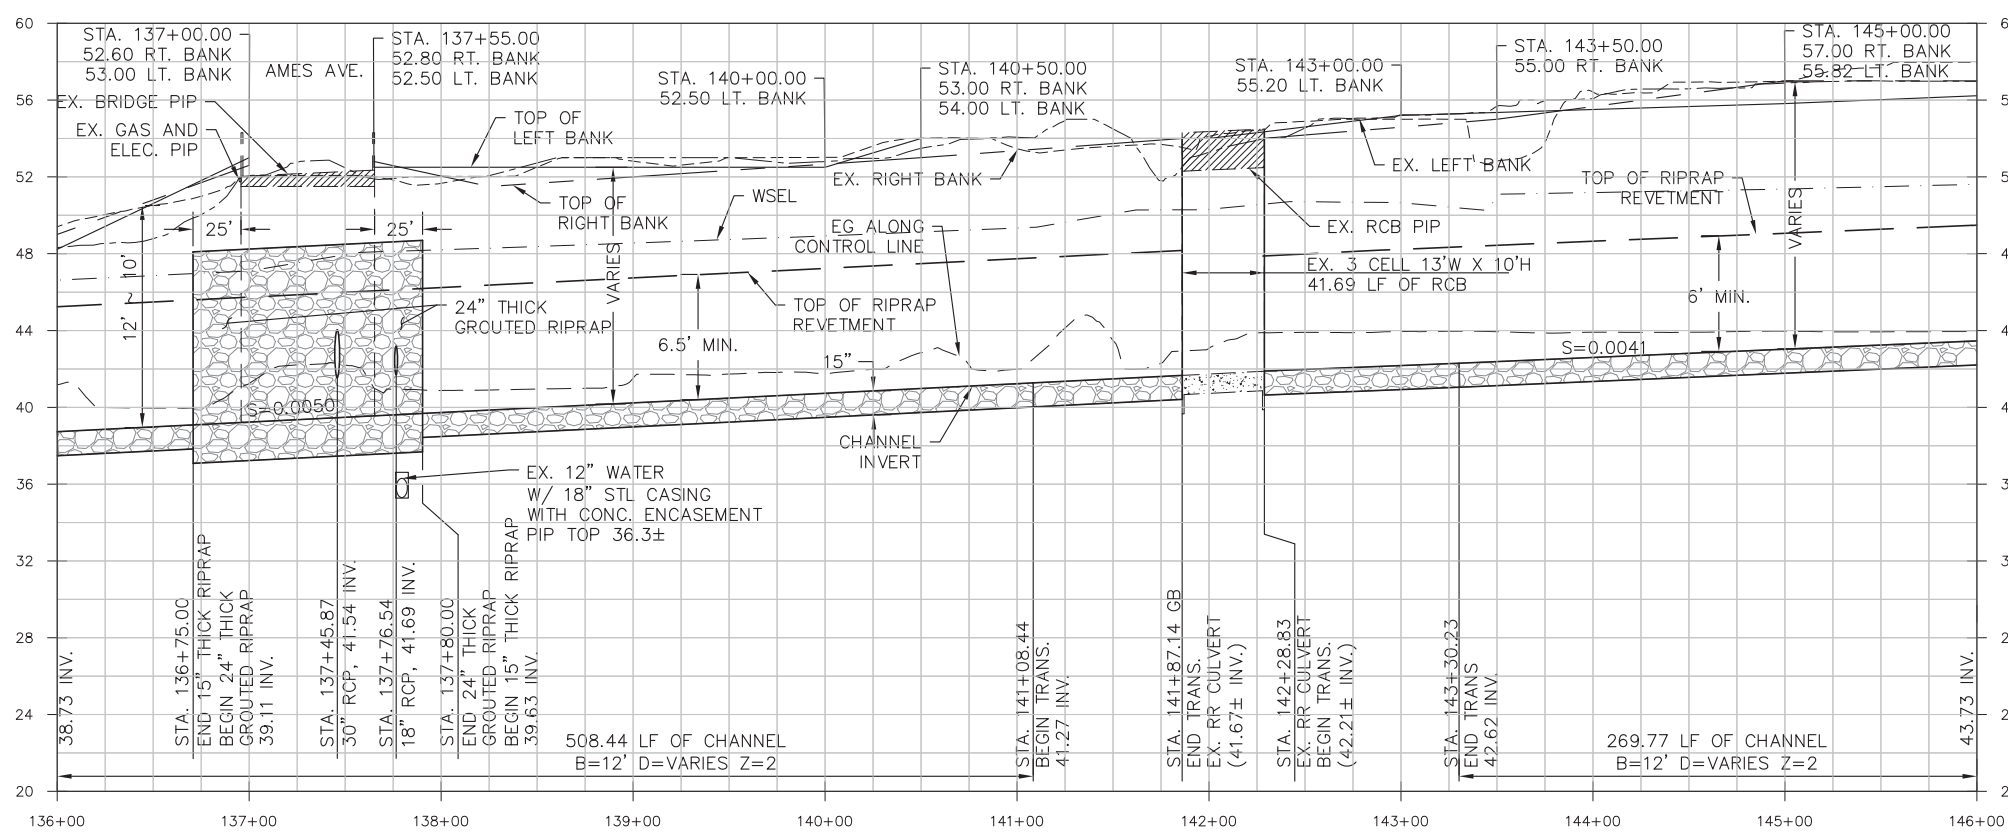 60
56
52
48
44
40
36
32
28
24
20
STA. 137+00.00
52.60 RT. BANK
53.00 LT. BANK
AMES AVE.
STA. 137+55.00
52.80 RT. BANK
52.50 LT. BANK
EX. BRIDGE PIP
EX. GAS AND
ELEC. PIP
TOP OF
LEFT BANK
STA. 140+00.00
52.50 LT. BANK
STA. 140+50.00
53.00 RT. BANK
54.00 LT. BANK
STA. 143+00.00
55.20 LT. BANK
STA. 143+50.00
55.00 RT. BANK
STA. 145+00.00
57.00 RT. BANK
55.82 LT. BANK
EX. RIGHT BANK
EX. LEFT BANK
TOP OF RIPRAP
REVETMENT
TOP OF
RIGHT BANK
WSEL
EG ALONG
CONTROL LINE
EX. RCB PIP
25'
25'
10'
12'
VARIES
VARIES
EX. 3 CELL 13'W X 10'H
41.69 LF OF RCB
24" THICK
GROUTED RIPRAP
TOP OF RIPRAP
REVETMENT
6.5' MIN.
6' MIN.
15"
S=0.0041
S=0.0050
CHANNEL
INVERT
EX. 12" WATER
W/ 18" STL CASING
WITH CONC. ENCASEMENT
PIP TOP 36.3±
38.73 INV.
STA. 136+75.00
END 15" THICK RIPRAP
BEGIN 24" THICK
GROUTED RIPRAP
39.11 INV.
STA. 137+45.87
30" RCP, 41.54 INV.
STA. 137+76.54
18" RCP, 41.69 INV.
STA. 137+80.00
END 24" THICK
GROUTED RIPRAP
BEGIN 15" THICK RIPRAP
39.63 INV.
508.44 LF OF CHANNEL
B=12' D=VARIES Z=2
STA. 141+08.44
BEGIN TRANS.
41.27 INV.
STA. 141+87.14 GB
END TRANS.
EX. RR CULVERT
(41.67± INV.)
STA. 142+28.83
EX. RR CULVERT
BEGIN TRANS.
(42.21± INV.)
STA. 143+30.23
END TRANS
42.62 INV.
269.77 LF OF CHANNEL
B=12' D=VARIES Z=2
43.73 INV.
136+00
137+00
138+00
139+00
140+00
141+00
142+00
143+00
144+00
145+00
146+00